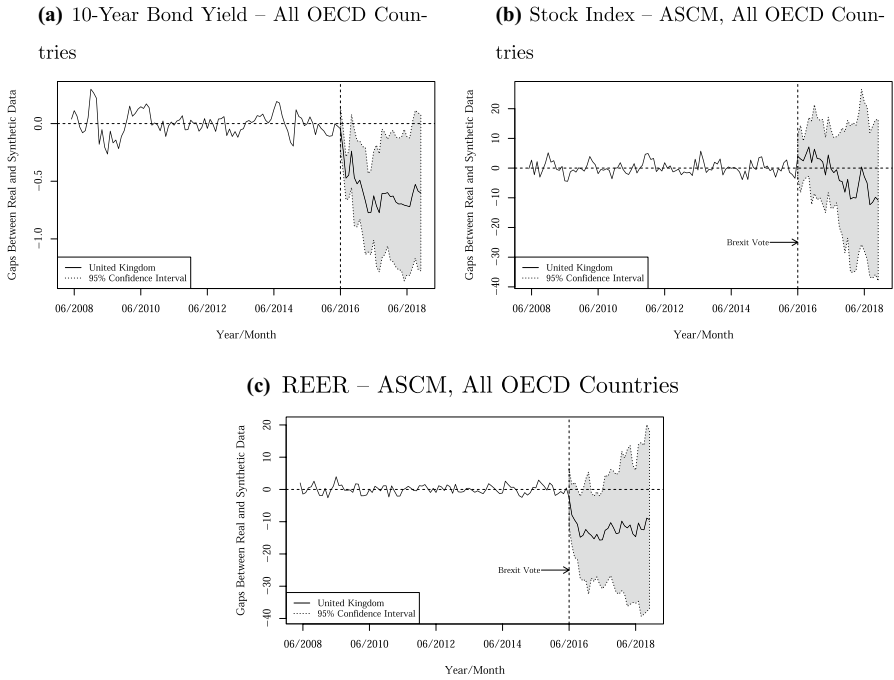 (a) 10-Year Bond Yield – All OECD Coun-
tries
Gaps Between Real and Synthetic Data
0.0
−0.5
−1.0
United Kingdom
95% Confidence Interval
06/2008 06/2010 06/2012 06/2014 06/2016 06/2018
Year/Month
(b) Stock Index – ASCM, All OECD Coun-
tries
Gaps Between Real and Synthetic Data
20
10
0
−10
−20
−30
−40
Brexit Vote
United Kingdom
95% Confidence Interval
06/2008 06/2010 06/2012 06/2014 06/2016 06/2018
Year/Month
(c) REER – ASCM, All OECD Countries
Gaps Between Real and Synthetic Data
20
10
0
−10
−20
−30
−40
Brexit Vote
United Kingdom
95% Confidence Interval
06/2008 06/2010 06/2012 06/2014 06/2016 06/2018
Year/Month